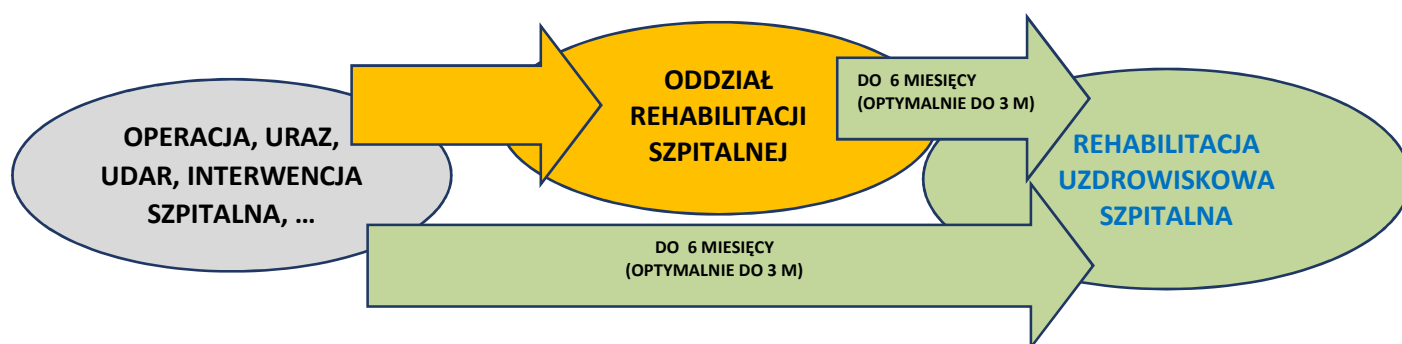 OPERACJA, URAZ,
UDAR, INTERWENCJA
SZPITALNA, ...
ODDZIAŁ
REHABILITACJI
SZPITALNEJ
DO 6 MIESIĘCY
(OPTYMALNIE DO 3 M)
REHABILITACJA
UZDROWISKOWA
SZPITALNA
DO 6 MIESIĘCY
(OPTYMALNIE DO 3 M)